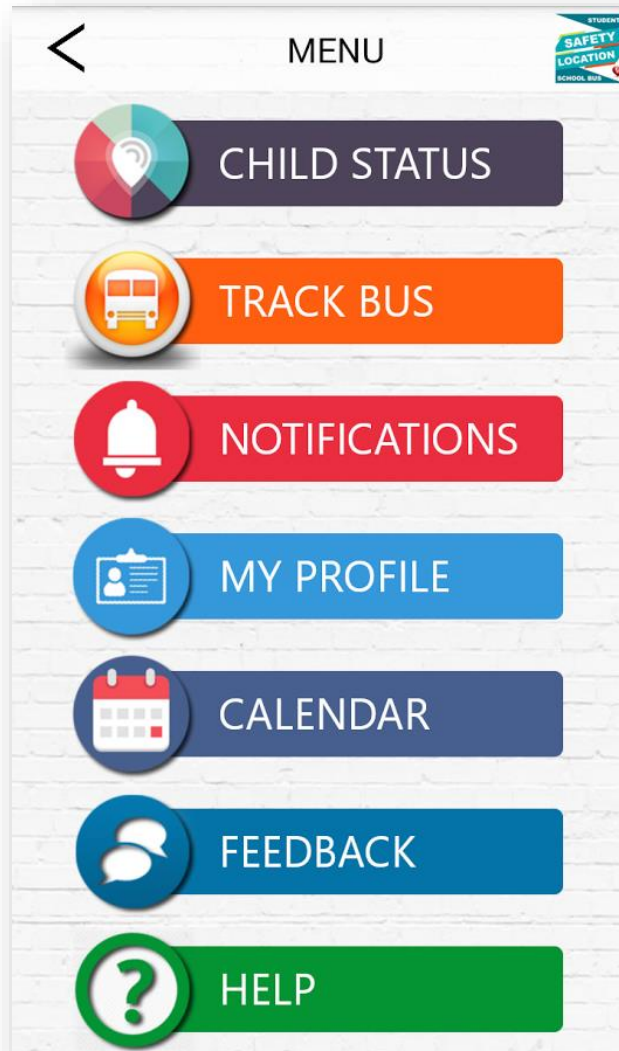 MENU
STUDENT
SAFETY
LOCATION
SCHOOL BUS
CHILD STATUS
TRACK BUS
NOTIFICATIONS
MY PROFILE
CALENDAR
FEEDBACK
HELP